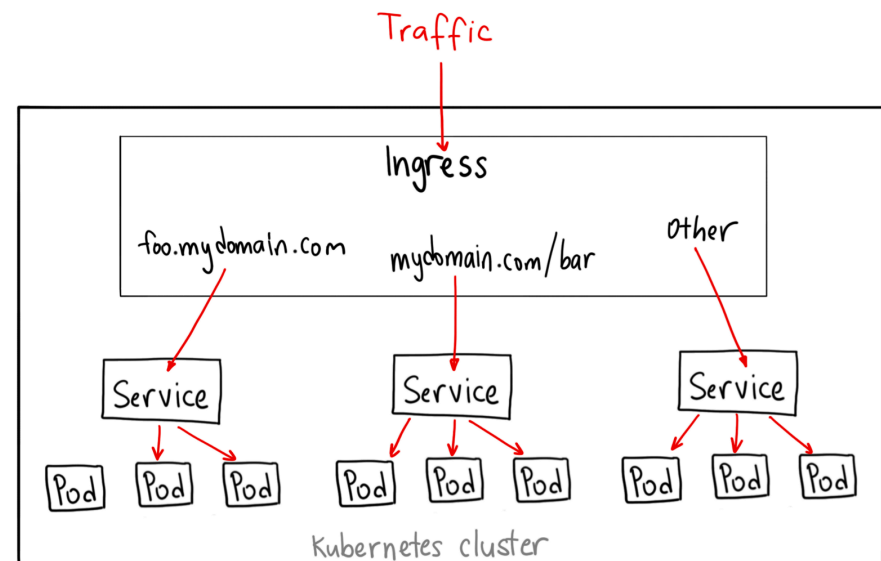 Traffic
Ingress
foo.mydomain.com
mydomain.com/bar
other
Service
Service
Service
Pod
Pod
Pod
Pod
Pod
Pod
Pod
Pod
Pod
Kubernetes cluster